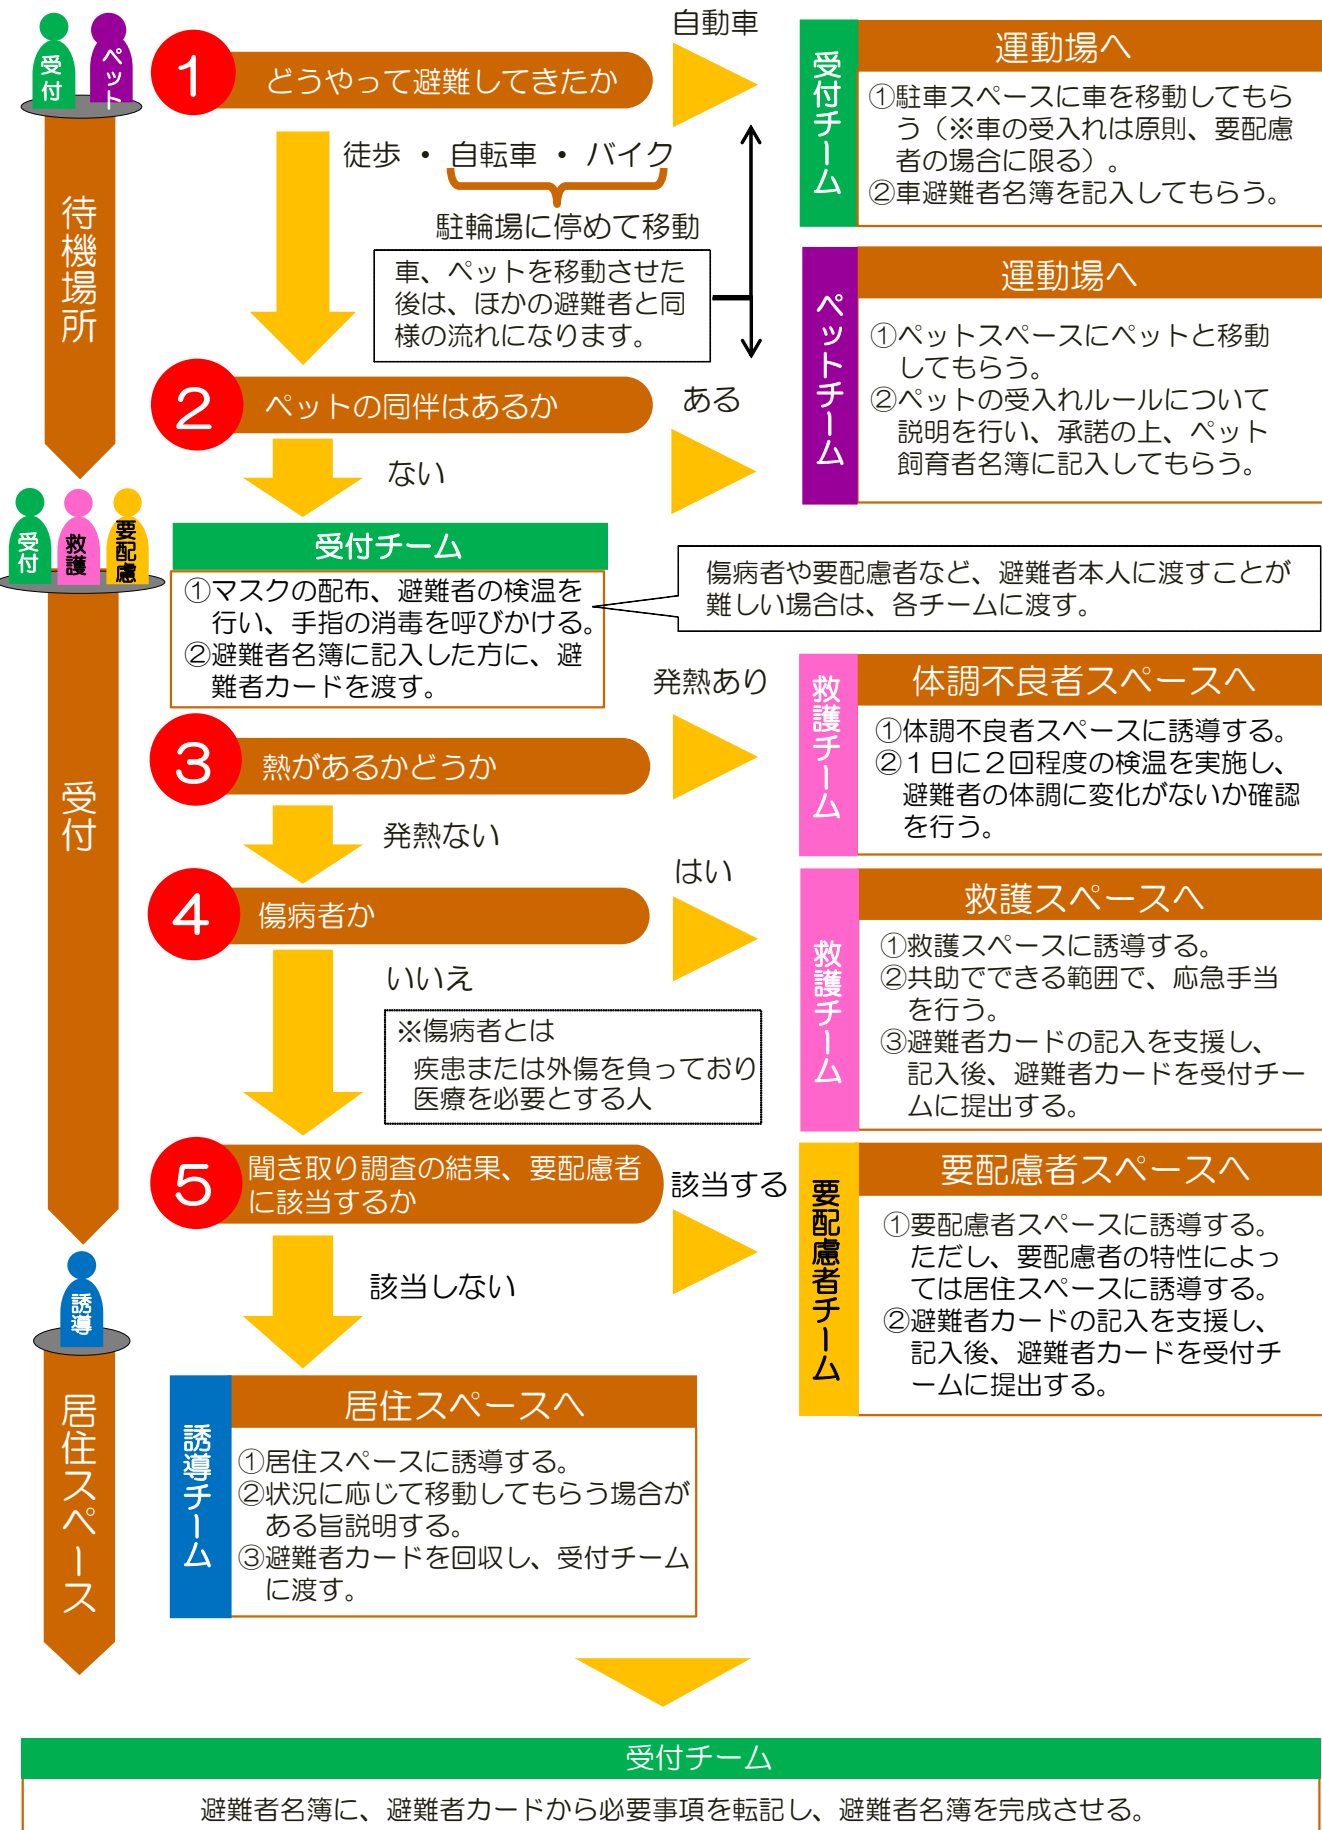 受付
ペット
待機場所
1
どうやって避難してきたか
自動車
徒歩 ・ 自転車 ・ バイク
駐輪場に停めて移動
車、ペットを移動させた
後は、ほかの避難者と同
様の流れになります。
受付チーム
運動場へ
①駐車スペースに車を移動してもら
う（※車の受入れは原則、要配慮
者の場合に限る）。
②車避難者名簿を記入してもらう。
2
ペットの同伴はあるか
ある
ない
ペットチーム
運動場へ
①ペットスペースにペットと移動
してもらう。
②ペットの受入れルールについて
説明を行い、承諾の上、ペット
飼育者名簿に記入してもらう。
受付
救護
要配慮
受付
受付チーム
①マスクの配布、避難者の検温を
行い、手指の消毒を呼びかける。
②避難者名簿に記入した方に、避
難者カードを渡す。
傷病者や要配慮者など、避難者本人に渡すことが
難しい場合は、各チームに渡す。
3
熱があるかどうか
発熱あり
発熱ない
救護チーム
体調不良者スペースへ
①体調不良者スペースに誘導する。
②１日に２回程度の検温を実施し、
避難者の体調に変化がないか確認
を行う。
4
傷病者か
はい
いいえ
※傷病者とは
疾患または外傷を負っており
医療を必要とする人
救護チーム
救護スペースへ
①救護スペースに誘導する。
②共助でできる範囲で、応急手当
を行う。
③避難者カードの記入を支援し、
記入後、避難者カードを受付チー
ムに提出する。
5
聞き取り調査の結果、要配慮者
に該当するか
該当する
該当しない
要配慮者チーム
要配慮者スペースへ
①要配慮者スペースに誘導する。
ただし、要配慮者の特性によっ
ては居住スペースに誘導する。
②避難者カードの記入を支援し、
記入後、避難者カードを受付チ
ームに提出する。
誘導
居住スペース
誘導チーム
居住スペースへ
①居住スペースに誘導する。
②状況に応じて移動してもらう場合が
ある旨説明する。
③避難者カードを回収し、受付チーム
に渡す。
受付チーム
避難者名簿に、避難者カードから必要事項を転記し、避難者名簿を完成させる。